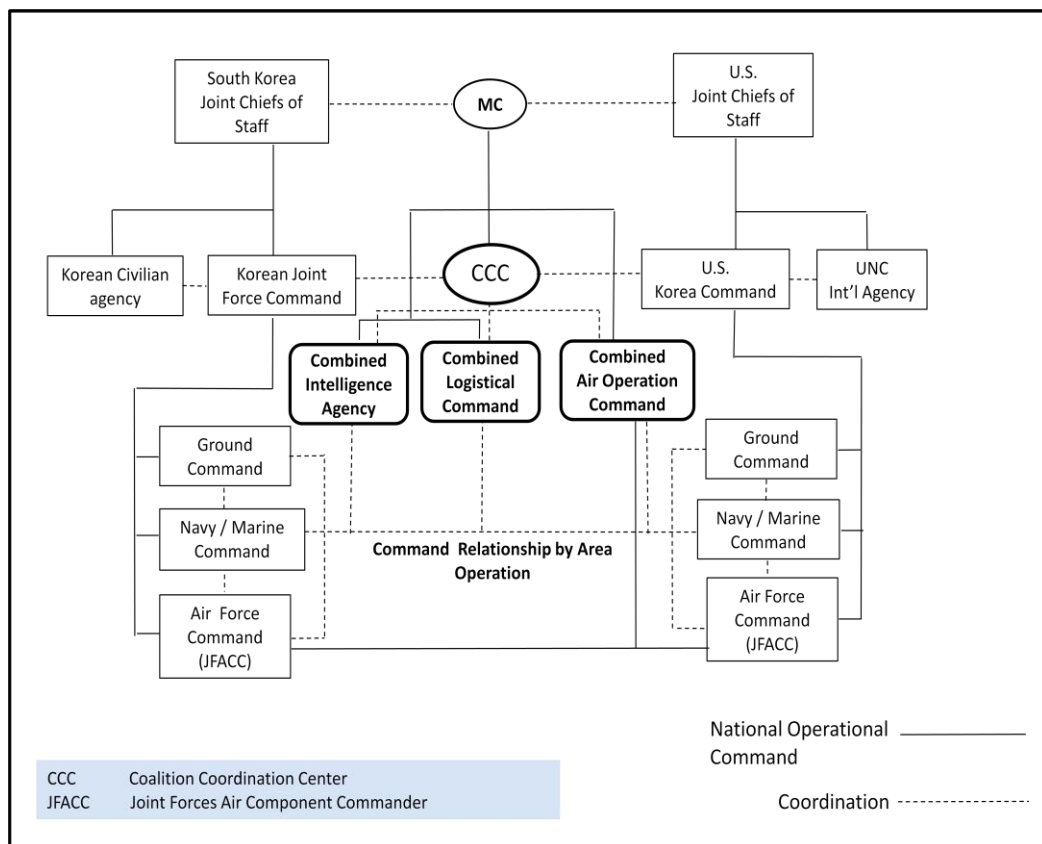 South Korea
Joint Chiefs of
Staff
MC
U.S.
Joint Chiefs of
Staff
Korean Civilian
agency
Korean Joint
Force Command
CCC
U.S.
Korea Command
UNC
Int'l Agency
Combined
Intelligence
Agency
Combined
Logistical
Command
Combined
Air Operation
Command
Ground
Command
Ground
Command
Navy / Marine
Command
Navy / Marine
Command
Command Relationship by Area
Operation
Air Force
Command
(JFACC)
Air Force
Command
(JFACC)
National Operational
Command
Coordination
CCC Coalition Coordination Center
JFACC Joint Forces Air Component Commander